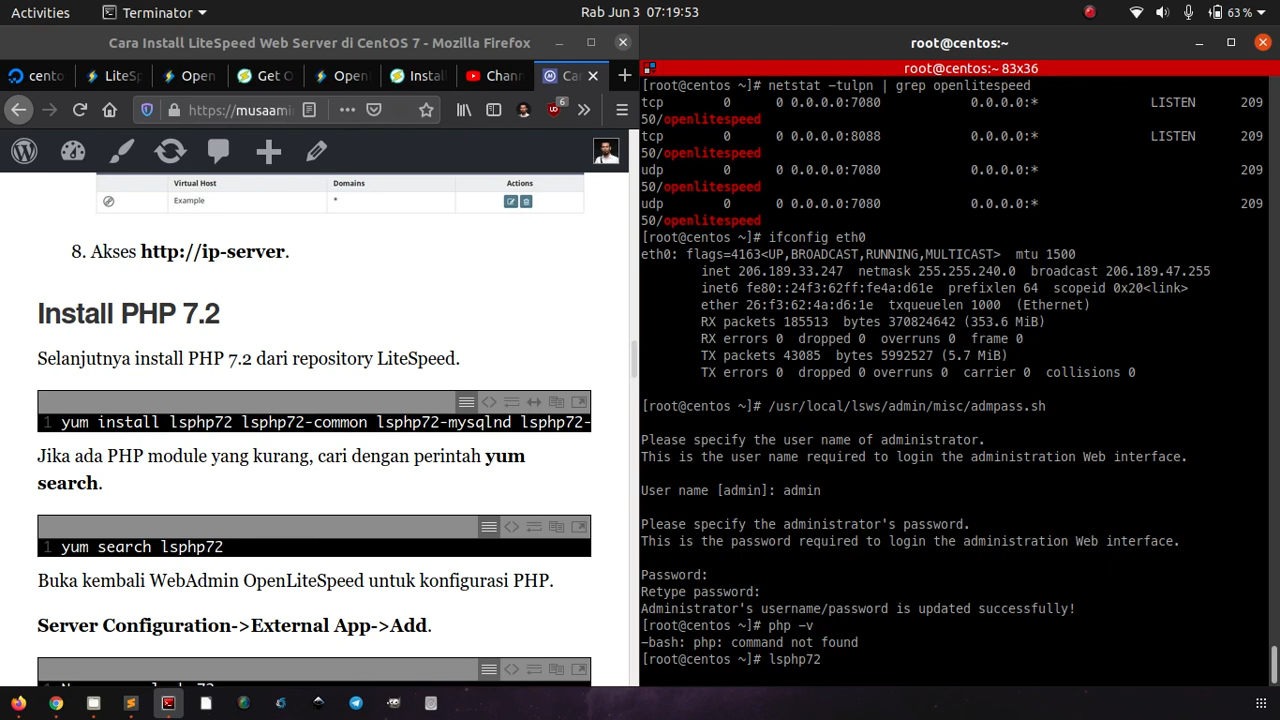 Activities
Terminator
Rab Jun 3 07:19:53
63 %
Cara Install LiteSpeed Web Server di CentOS 7 - Mozilla Firefox
cento
LiteSp
Open
Get O
Open
Install
Chann
Ca
https://musaami
6
Virtual Host
Domains
Actions
Example
*
8. Akses http://ip-server.
Install PHP 7.2
Selanjutnya install PHP 7.2 dari repository LiteSpeed.
1 yum install lsphp72 lsphp72-common lsphp72-mysqlnd lsphp72-
Jika ada PHP module yang kurang, cari dengan perintah yum
search.
1 yum search lsphp72
Buka kembali WebAdmin OpenLiteSpeed untuk konfigurasi PHP.
Server Configuration->External App->Add.
root@centos:~
root@centos:~ 83x36
[root@centos ~]# netstat -tulpn | grep openlitespeed
tcp 0 0 0.0.0.0:7080 0.0.0.0:* LISTEN 209
50/openlitespeed
tcp 0 0 0.0.0.0:8088 0.0.0.0:* LISTEN 209
50/openlitespeed
udp 0 0 0.0.0.0:7080 0.0.0.0:* 209
50/openlitespeed
udp 0 0 0.0.0.0:7080 0.0.0.0:* 209
50/openlitespeed
[root@centos ~]# ifconfig eth0
eth0: flags=4163<UP,BROADCAST,RUNNING,MULTICAST> mtu 1500
inet 206.189.33.247 netmask 255.255.240.0 broadcast 206.189.47.255
inet6 fe80::24f3:62ff:fe4a:d61e prefixlen 64 scopeid 0x20<link>
ether 26:f3:62:4a:d6:1e txqueuelen 1000 (Ethernet)
RX packets 185513 bytes 370824642 (353.6 MiB)
RX errors 0 dropped 0 overruns 0 frame 0
TX packets 43085 bytes 5992527 (5.7 MiB)
TX errors 0 dropped 0 overruns 0 carrier 0 collisions 0
[root@centos ~]# /usr/local/lsws/admin/misc/admpass.sh
Please specify the user name of administrator.
This is the user name required to login the administration Web interface.
User name [admin]: admin
Please specify the administrator's password.
This is the password required to login the administration Web interface.
Password:
Retype password:
Administrator's username/password is updated successfully!
[root@centos ~]# php -v
-bash: php: command not found
[root@centos ~]# lsphp72